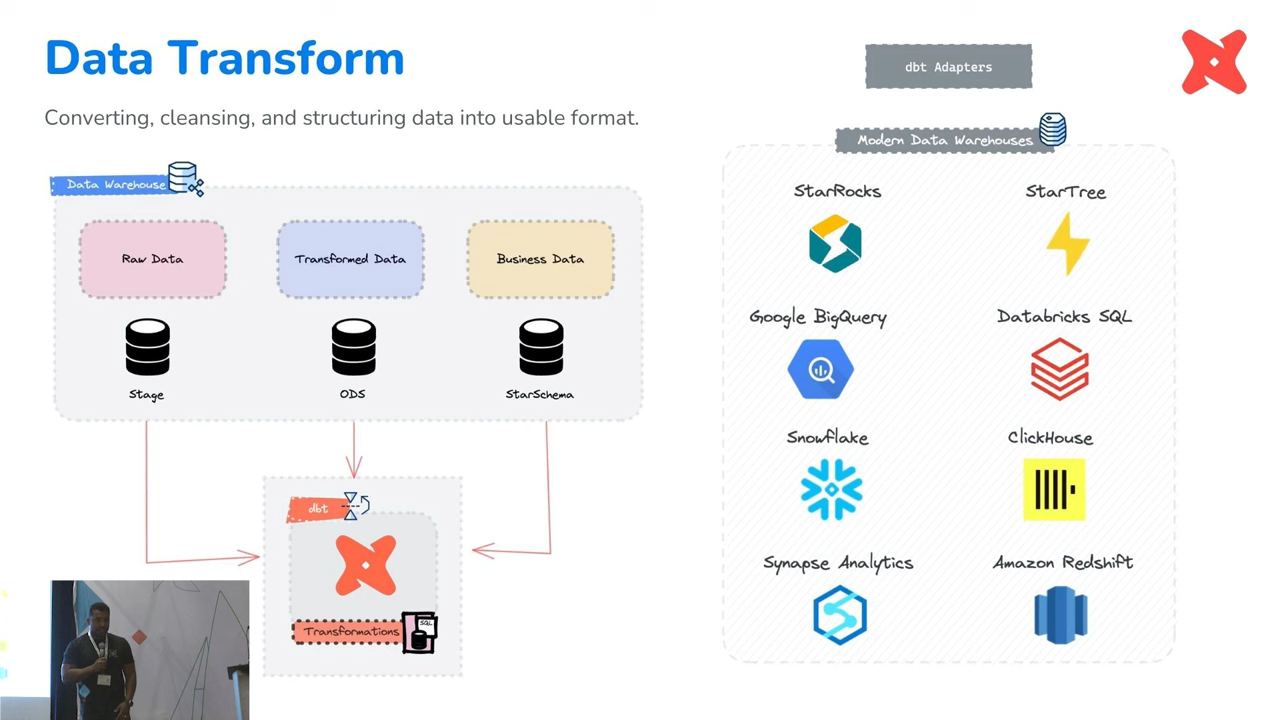 Data Transform
Converting, cleansing, and structuring data into usable format.
Data Warehouse
Raw Data
Transformed Data
Business Data
Stage
ODS
StarSchema
dbt
Transformations
SQL
dbt Adapters
Modern Data Warehouses
StarRocks
StarTree
Google BigQuery
Databricks SQL
Snowflake
ClickHouse
Synapse Analytics
Amazon Redshift